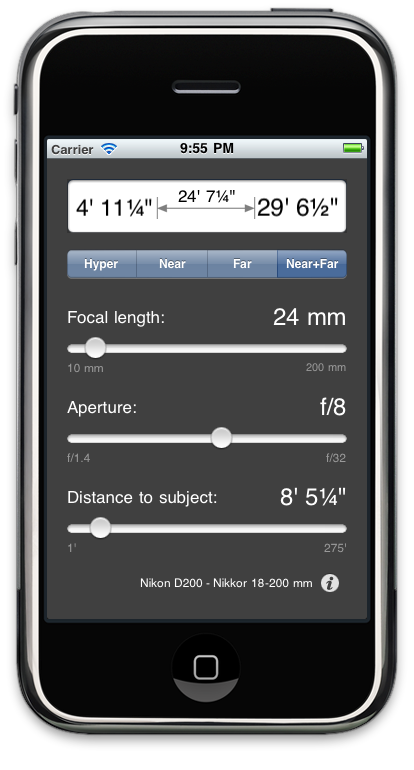 Carrier 9:55 PM
24' 7¼"
4' 11¼" 29' 6½"
Hyper Near Far Near+Far
Focal length: 24 mm
10 mm 200 mm
Aperture: f/8
f/1.4 f/32
Distance to subject: 8' 5¼"
1' 275'
Nikon D200 - Nikkor 18-200 mm i